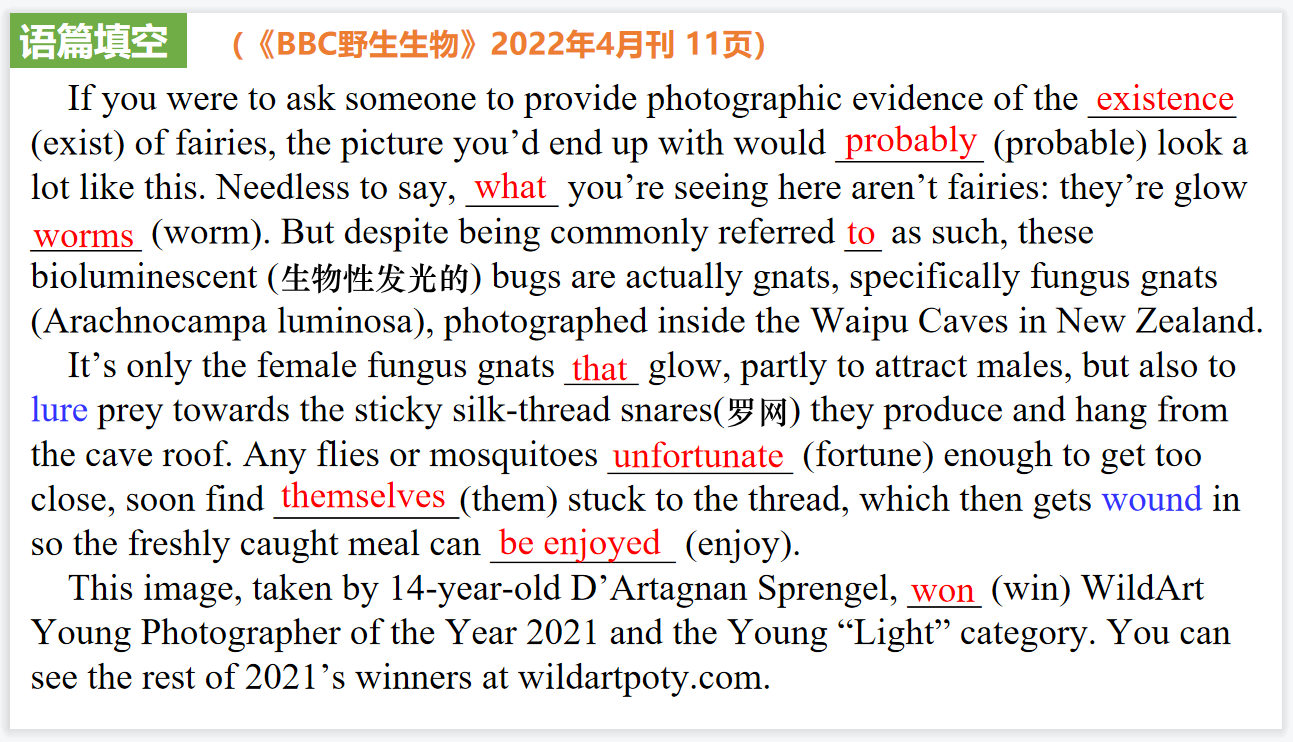 语篇填空 (《BBC野生生物》2022年4月刊 11页)
If you were to ask someone to provide photographic evidence of the existence
(exist) of fairies, the picture you’d end up with would probably (probable) look a
lot like this. Needless to say, what you’re seeing here aren’t fairies: they’re glow
worms (worm). But despite being commonly referred to as such, these
bioluminescent (生物性发光的) bugs are actually gnats, specifically fungus gnats
(Arachnocampa luminosa), photographed inside the Waipu Caves in New Zealand.
It’s only the female fungus gnats that glow, partly to attract males, but also to
lure prey towards the sticky silk-thread snares(罗网) they produce and hang from
the cave roof. Any flies or mosquitoes unfortunate (fortune) enough to get too
close, soon find themselves (them) stuck to the thread, which then gets wound in
so the freshly caught meal can be enjoyed (enjoy).
This image, taken by 14-year-old D’Artagnan Sprengel, won (win) WildArt
Young Photographer of the Year 2021 and the Young “Light” category. You can
see the rest of 2021’s winners at wildartpoty.com.